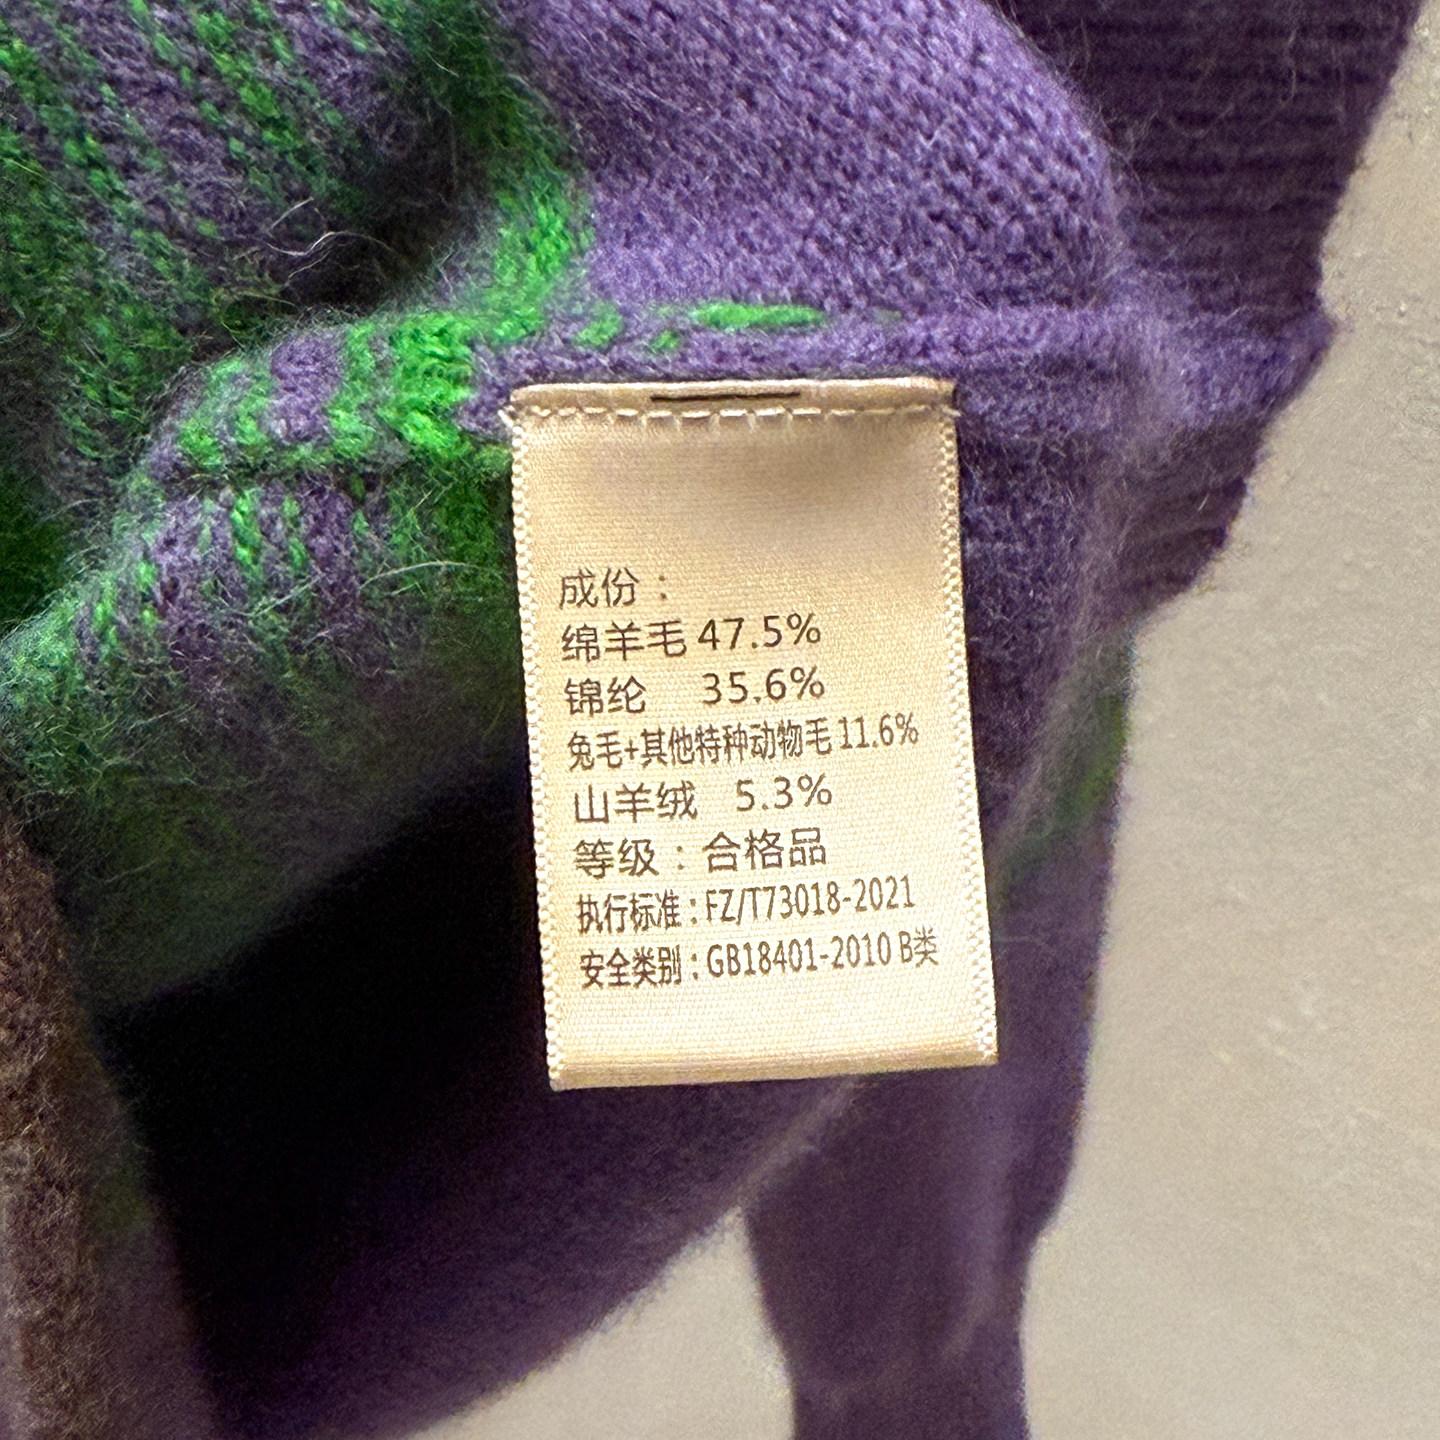 成份：
绵羊毛 47.5%
锦纶 35.6%
兔毛+其他特种动物毛 11.6%
山羊绒 5.3%
等级：合格品
执行标准：FZ/T73018-2021
安全类别：GB18401-2010 B类